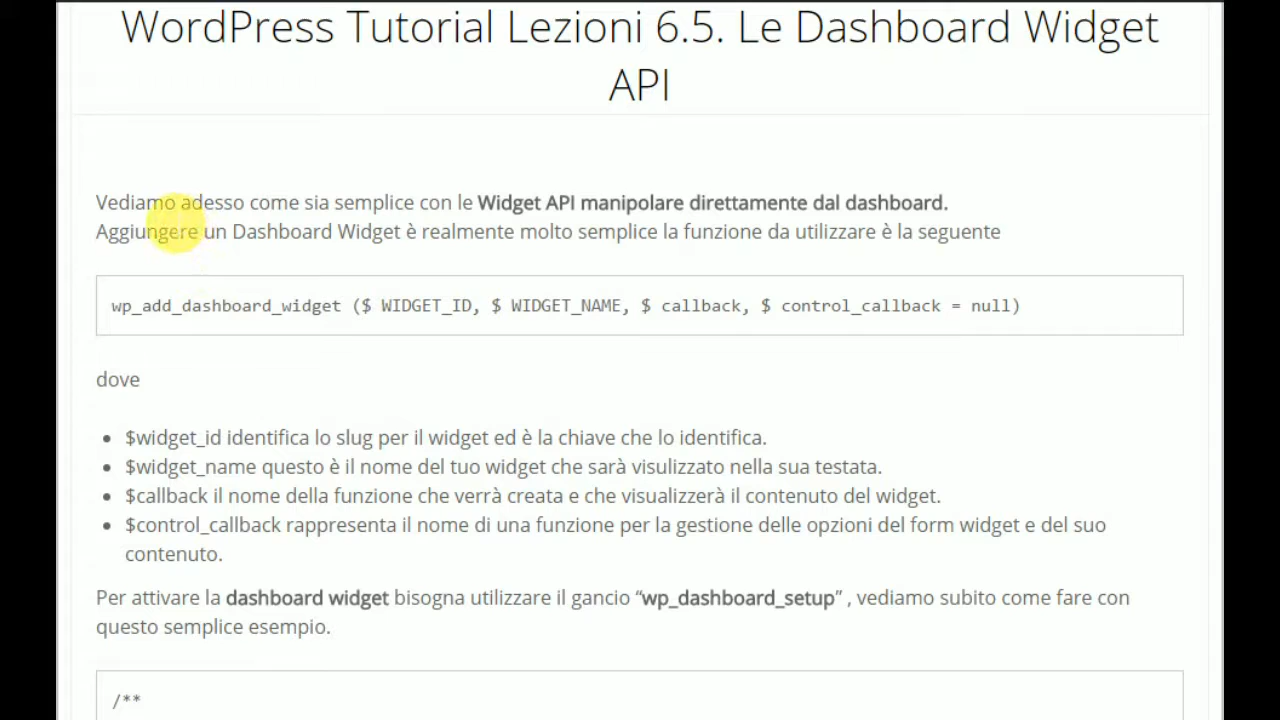 WordPress Tutorial Lezioni 6.5. Le Dashboard Widget
API
Vediamo adesso come sia semplice con le Widget API manipolare direttamente dal dashboard.
Aggiungere un Dashboard Widget è realmente molto semplice la funzione da utilizzare è la seguente
wp_add_dashboard_widget ($ WIDGET_ID, $ WIDGET_NAME, $ callback, $ control_callback = null)
dove
• $widget_id identifica lo slug per il widget ed è la chiave che lo identifica.
• $widget_name questo è il nome del tuo widget che sarà visulizzato nella sua testata.
• $callback il nome della funzione che verrà creata e che visualizzerà il contenuto del widget.
• $control_callback rappresenta il nome di una funzione per la gestione delle opzioni del form widget e del suo
contenuto.
Per attivare la dashboard widget bisogna utilizzare il gancio “wp_dashboard_setup” , vediamo subito come fare con
questo semplice esempio.
/**